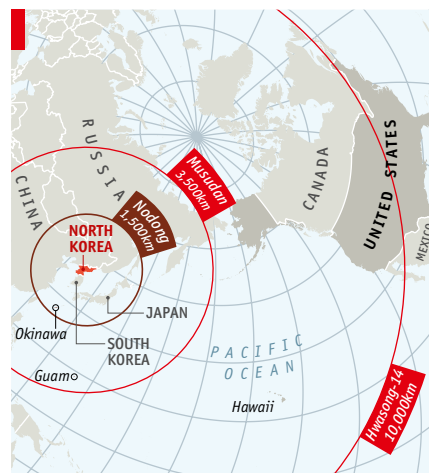 RUSSIA
CHINA
Musudan
3,500km
Nodong
1,500km
NORTH
KOREA
CANADA
UNITED STATES
MEXICO
JAPAN
SOUTH
KOREA
Okinawa
Guam
PACIFIC
OCEAN
Hawaii
Hwasong-14
10,000km